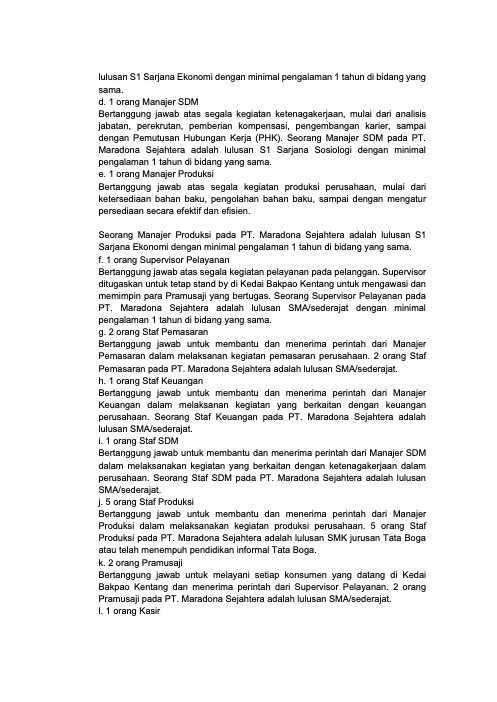 lulusan S1 Sarjana Ekonomi dengan minimal pengalaman 1 tahun di bidang yang
sama.
d. 1 orang Manajer SDM
Bertanggung jawab atas segala kegiatan ketenagakerjaan, mulai dari analisis
jabatan, perekrutan, pemberian kompensasi, pengembangan karier, sampai
dengan Pemutusan Hubungan Kerja (PHK). Seorang Manajer SDM pada PT.
Maradona Sejahtera adalah lulusan S1 Sarjana Sosiologi dengan minimal
pengalaman 1 tahun di bidang yang sama.
e. 1 orang Manajer Produksi
Bertanggung jawab atas segala kegiatan produksi perusahaan, mulai dari
ketersediaan bahan baku, pengolahan bahan baku, sampai dengan mengatur
persediaan secara efektif dan efisien.
Seorang Manajer Produksi pada PT. Maradona Sejahtera adalah lulusan S1
Sarjana Ekonomi dengan minimal pengalaman 1 tahun di bidang yang sama.
f. 1 orang Supervisor Pelayanan
Bertanggung jawab atas segala kegiatan pelayanan pada pelanggan. Supervisor
ditugaskan untuk tetap stand by di Kedai Bakpao Kentang untuk mengawasi dan
memimpin para Pramusaji yang bertugas. Seorang Supervisor Pelayanan pada
PT. Maradona Sejahtera adalah lulusan SMA/sederajat dengan minimal
pengalaman 1 tahun di bidang yang sama.
g. 2 orang Staf Pemasaran
Bertanggung jawab untuk membantu dan menerima perintah dari Manajer
Pemasaran dalam melaksanan kegiatan pemasaran perusahaan. 2 orang Staf
Pemasaran pada PT. Maradona Sejahtera adalah lulusan SMA/sederajat.
h. 1 orang Staf Keuangan
Bertanggung jawab untuk membantu dan menerima perintah dari Manajer
Keuangan dalam melaksanan kegiatan yang berkaitan dengan keuangan
perusahaan. Seorang Staf Keuangan pada PT. Maradona Sejahtera adalah
lulusan SMA/sederajat.
i. 1 orang Staf SDM
Bertanggung jawab untuk membantu dan menerima perintah dari Manajer SDM
dalam melaksanakan kegiatan yang berkaitan dengan ketenagakerjaan dalam
perusahaan. Seorang Staf SDM pada PT. Maradona Sejahtera adalah lulusan
SMA/sederajat.
j. 5 orang Staf Produksi
Bertanggung jawab untuk membantu dan menerima perintah dari Manajer
Produksi dalam melaksanakan kegiatan produksi perusahaan. 5 orang Staf
Produksi pada PT. Maradona Sejahtera adalah lulusan SMK jurusan Tata Boga
atau telah menempuh pendidikan informal Tata Boga.
k. 2 orang Pramusaji
Bertanggung jawab untuk melayani setiap konsumen yang datang di Kedai
Bakpao Kentang dan menerima perintah dari Supervisor Pelayanan. 2 orang
Pramusaji pada PT. Maradona Sejahtera adalah lulusan SMA/sederajat.
l. 1 orang Kasir